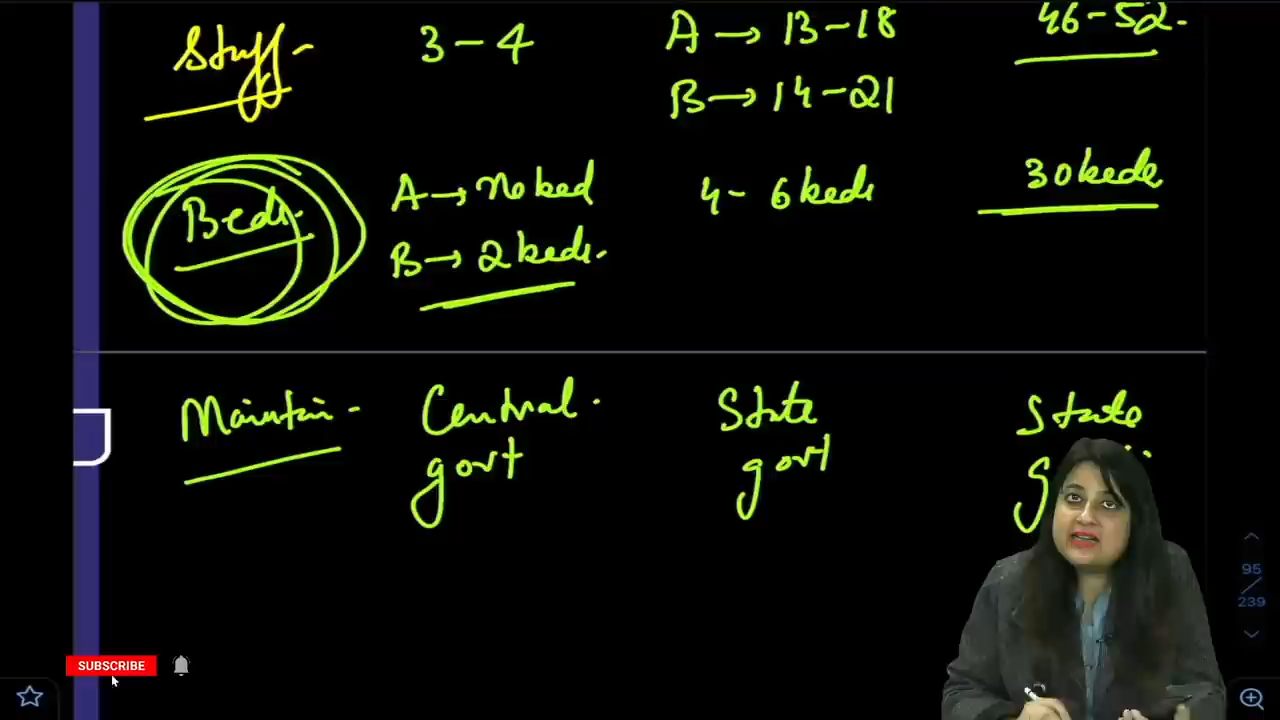 Staff- 3-4 A → 13-18 46-52.
B → 14-21
Beds. A → no bed 4-6 beds 30 beds
B → 2 beds.
Maintain- Central. State State
govt govt
95
239
SUBSCRIBE